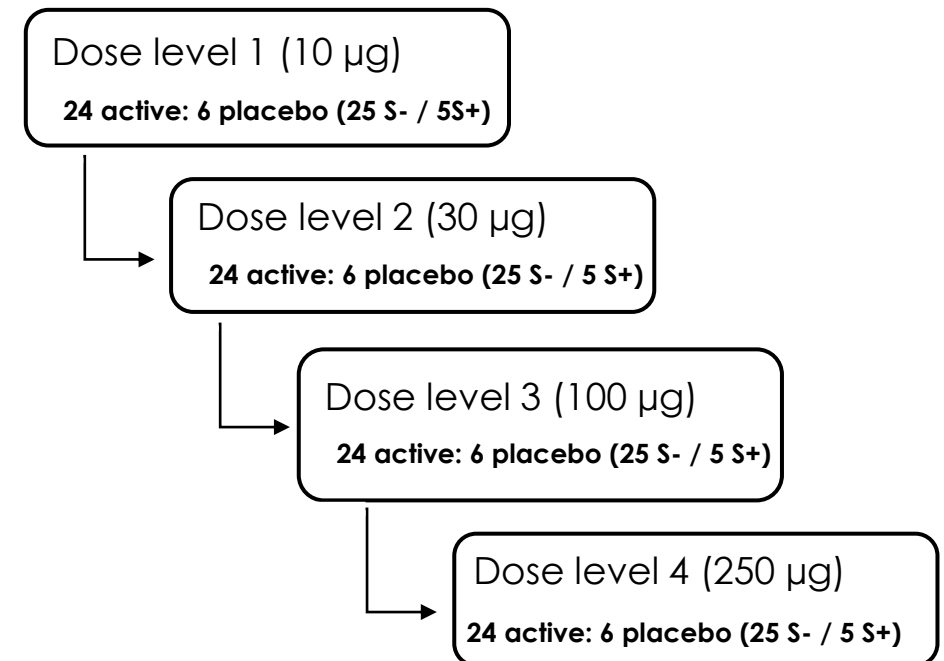 Dose level 1 (10 µg)
24 active: 6 placebo (25 S- / 5S+)
Dose level 2 (30 µg)
24 active: 6 placebo (25 S- / 5 S+)
Dose level 3 (100 µg)
24 active: 6 placebo (25 S- / 5 S+)
Dose level 4 (250 µg)
24 active: 6 placebo (25 S- / 5 S+)